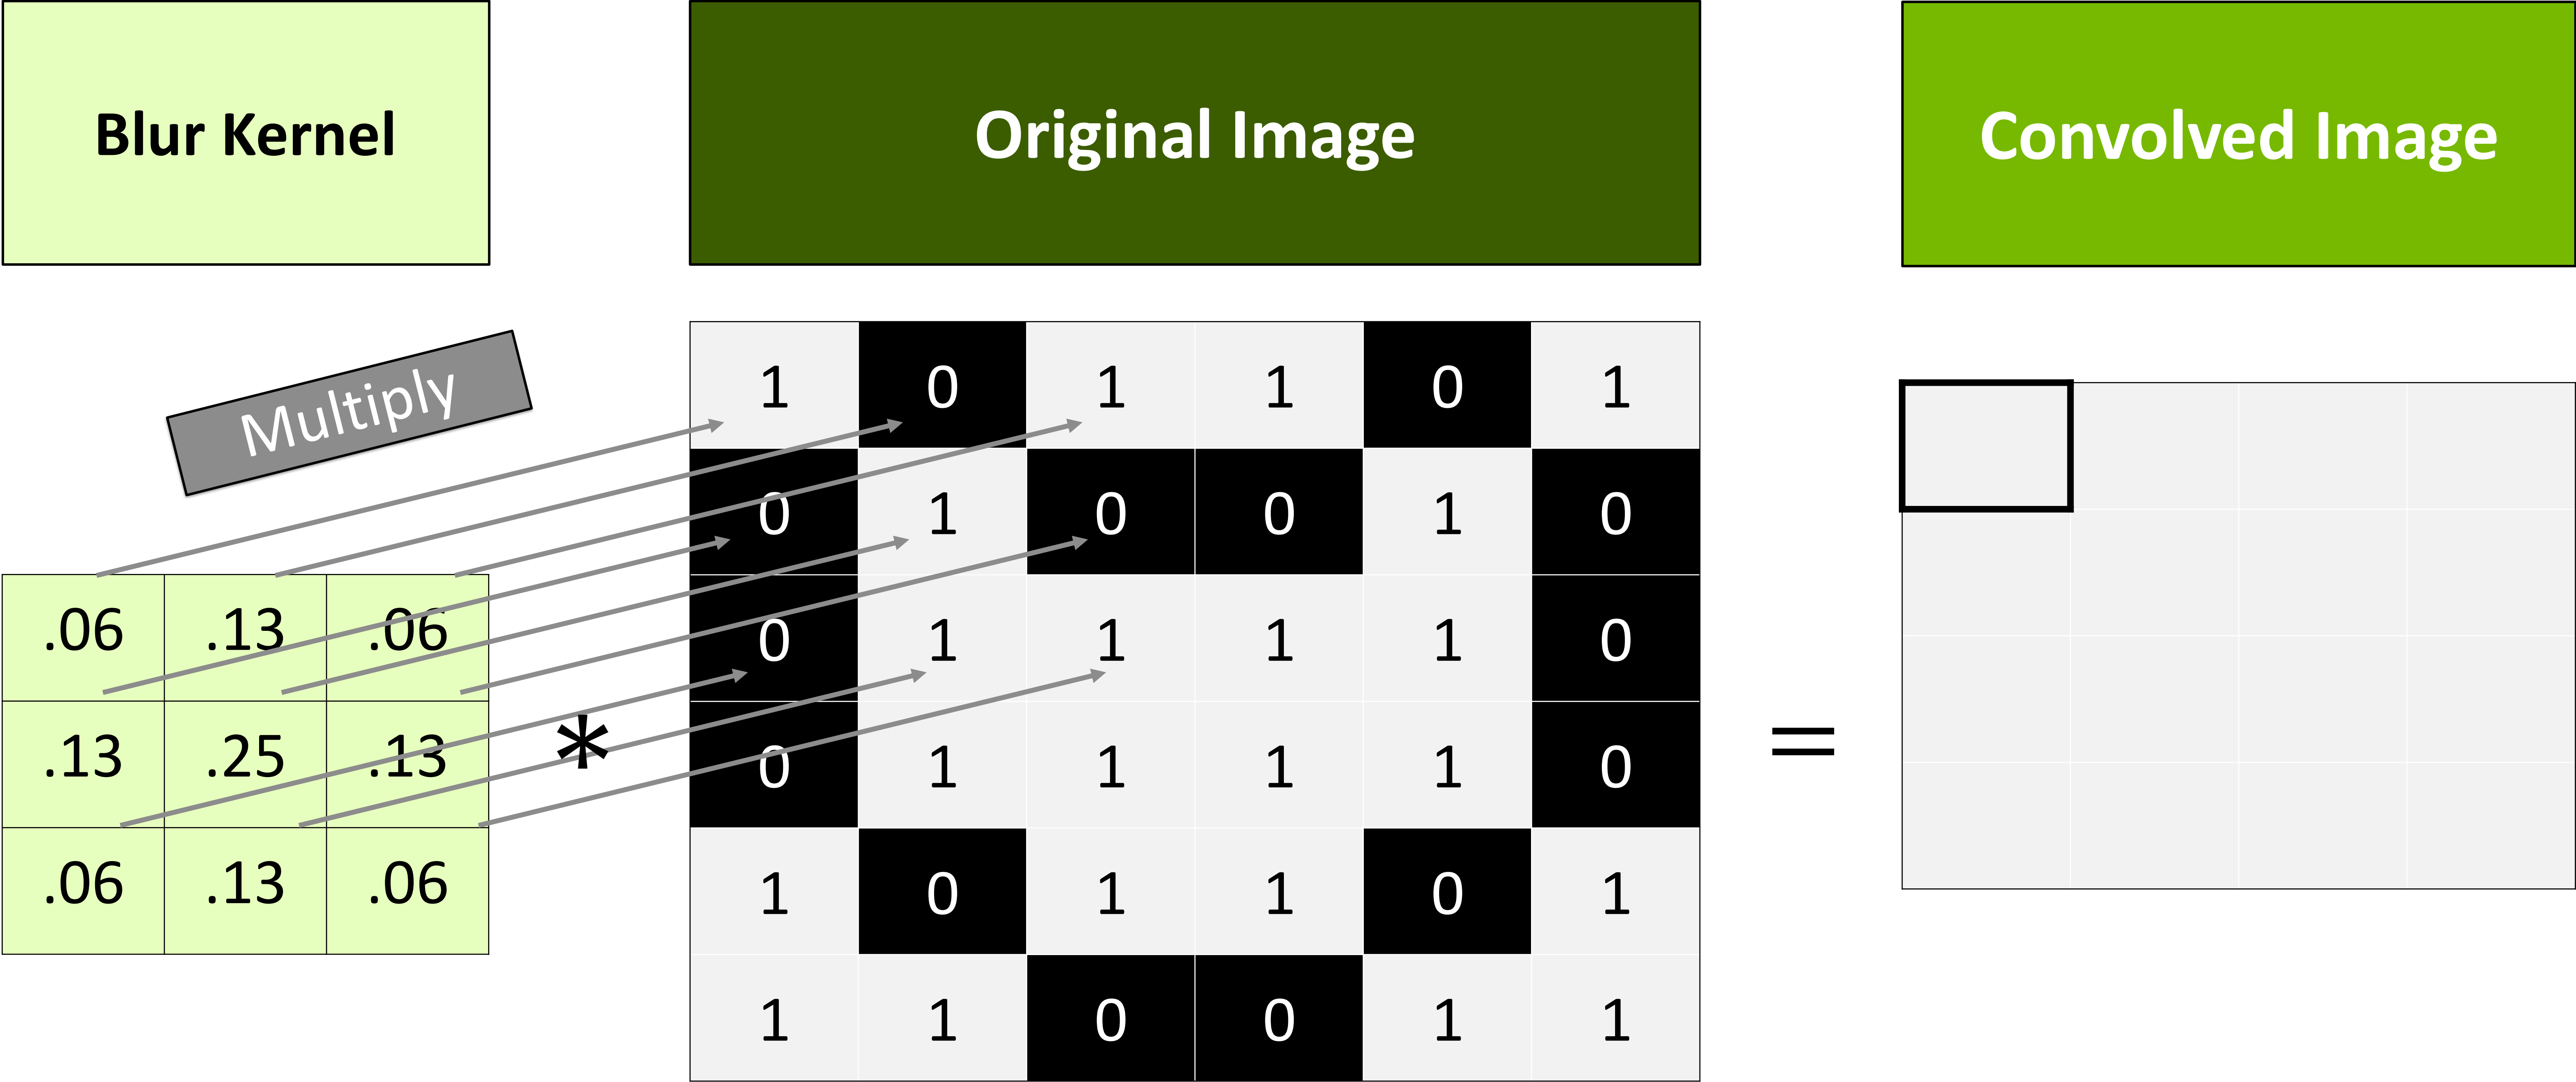 Blur Kernel
Original Image
Convolved Image
Multiply
.06 .13 .06
.13 .25 .13
.06 .13 .06
*
1 0 1 1 0 1
0 1 0 0 1 0
0 1 1 1 1 0
0 1 1 1 1 0
1 0 1 1 0 1
1 1 0 0 1 1
=